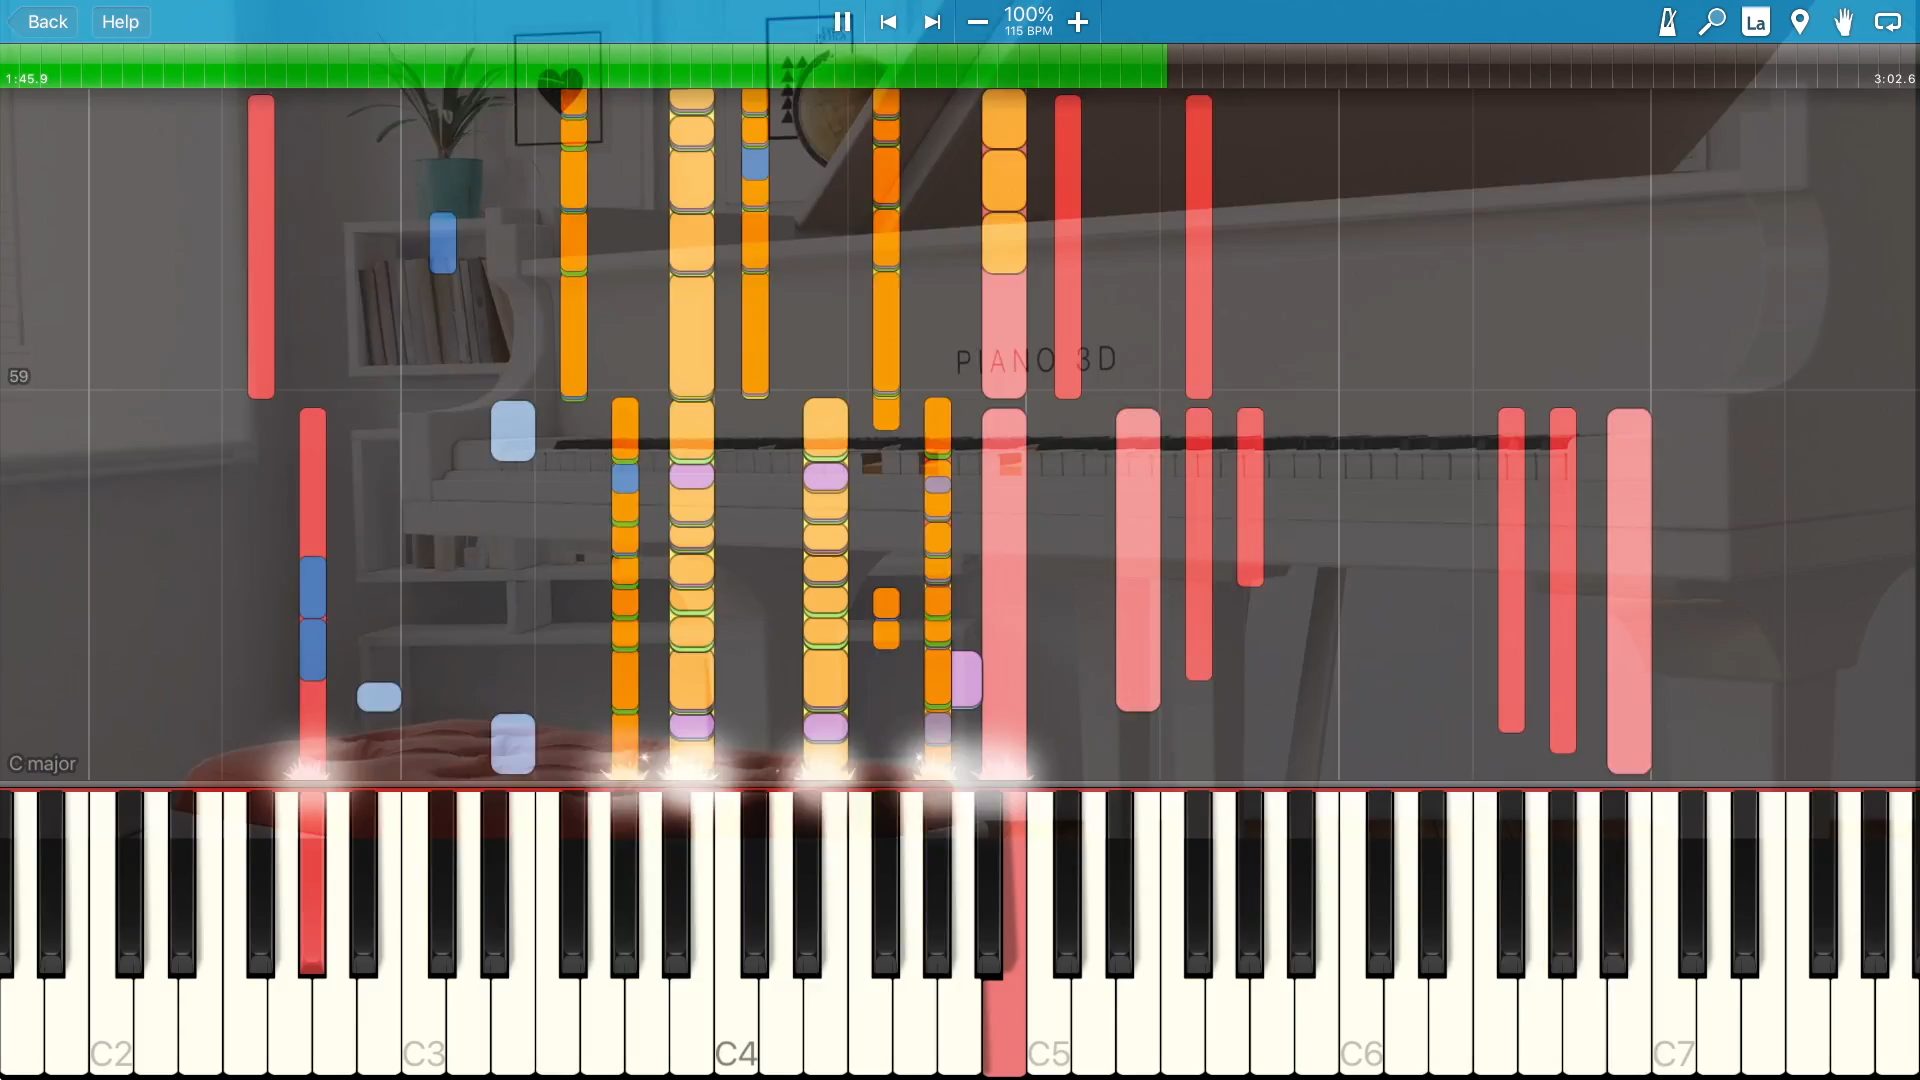 Back
Help
100%
115 BPM
La
1:45.9
3:02.6
PIANO 3D
59
C major
C2
C3
C4
C5
C6
C7